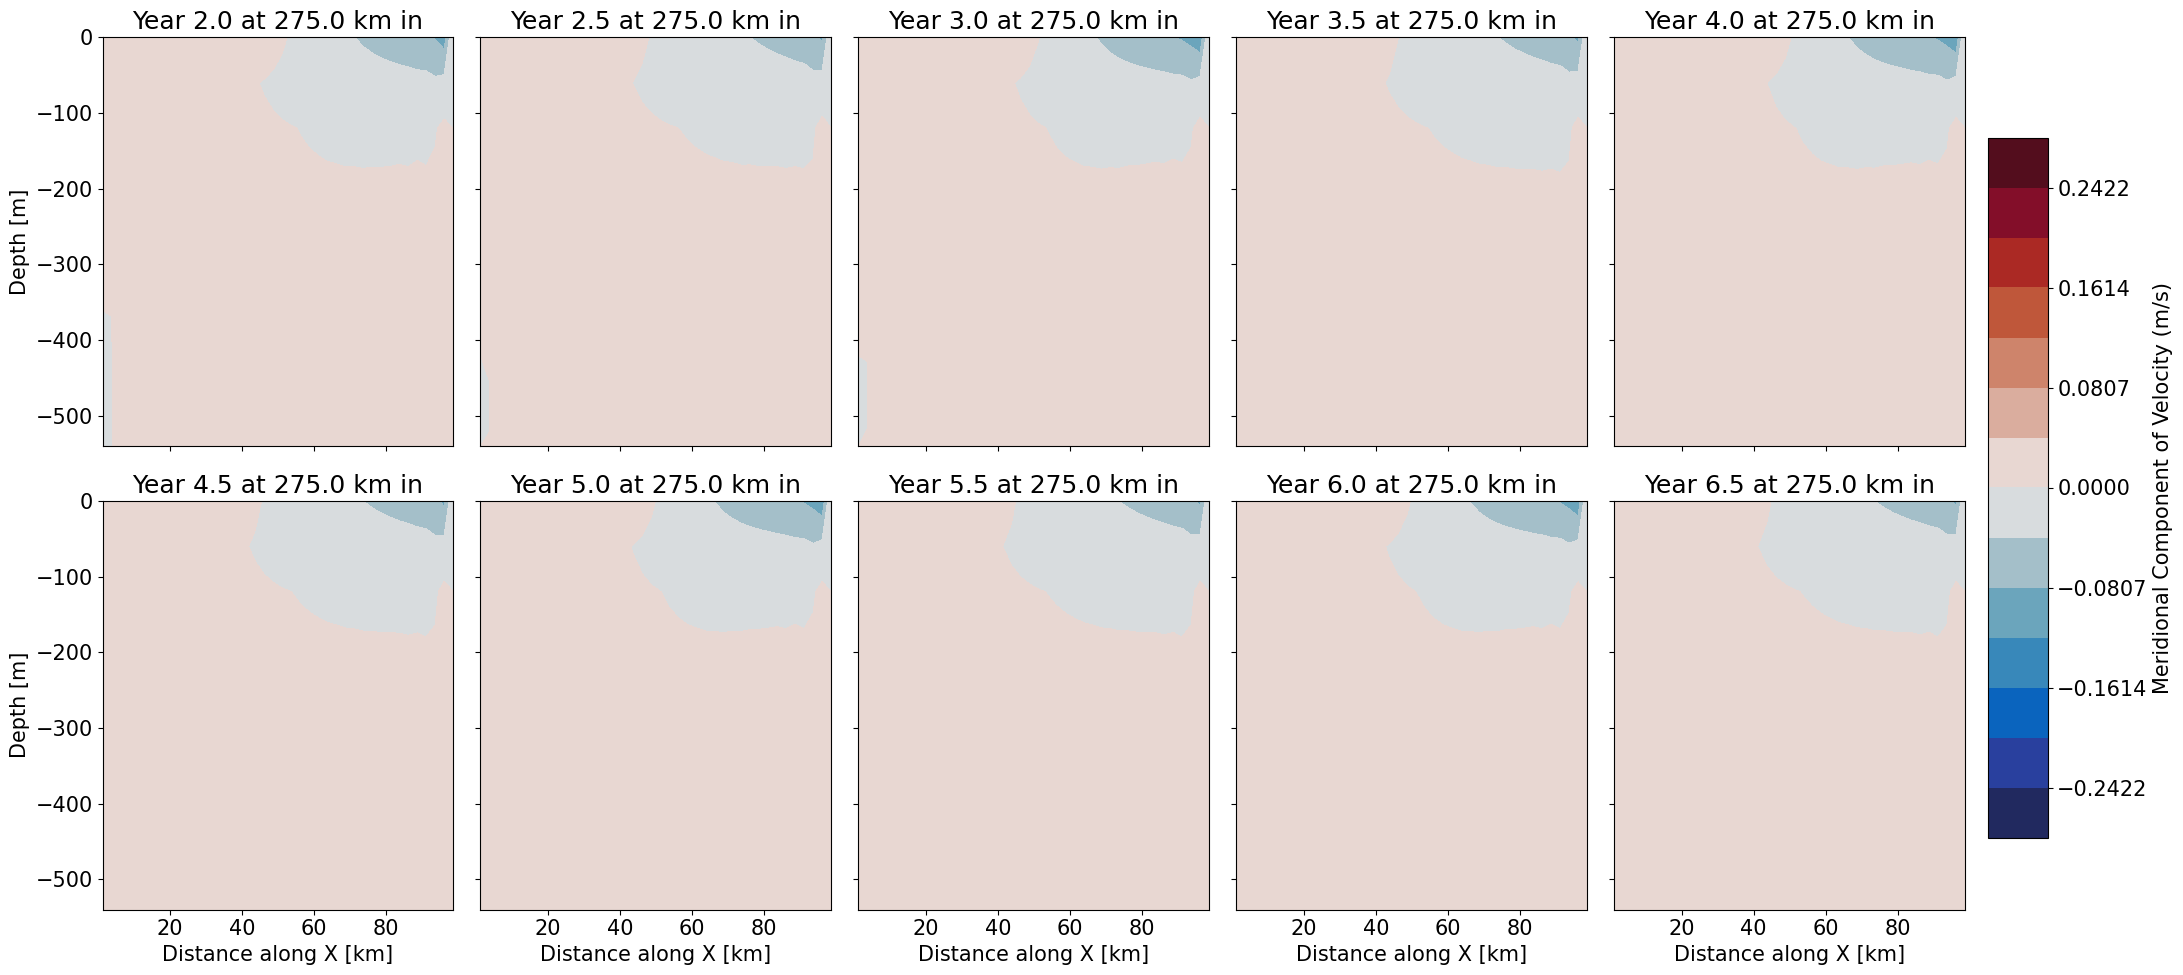 Year 2.0 at 275.0 km in
Year 2.5 at 275.0 km in
Year 3.0 at 275.0 km in
Year 3.5 at 275.0 km in
Year 4.0 at 275.0 km in
0
−100
−200
−300
−400
−500
Depth [m]
Year 4.5 at 275.0 km in
Year 5.0 at 275.0 km in
Year 5.5 at 275.0 km in
Year 6.0 at 275.0 km in
Year 6.5 at 275.0 km in
0
−100
−200
−300
−400
−500
Depth [m]
20 40 60 80
20 40 60 80
20 40 60 80
20 40 60 80
20 40 60 80
Distance along X [km]
Distance along X [km]
Distance along X [km]
Distance along X [km]
Distance along X [km]
0.2422
0.1614
0.0807
0.0000
−0.0807
−0.1614
−0.2422
Meridional Component of Velocity (m/s)